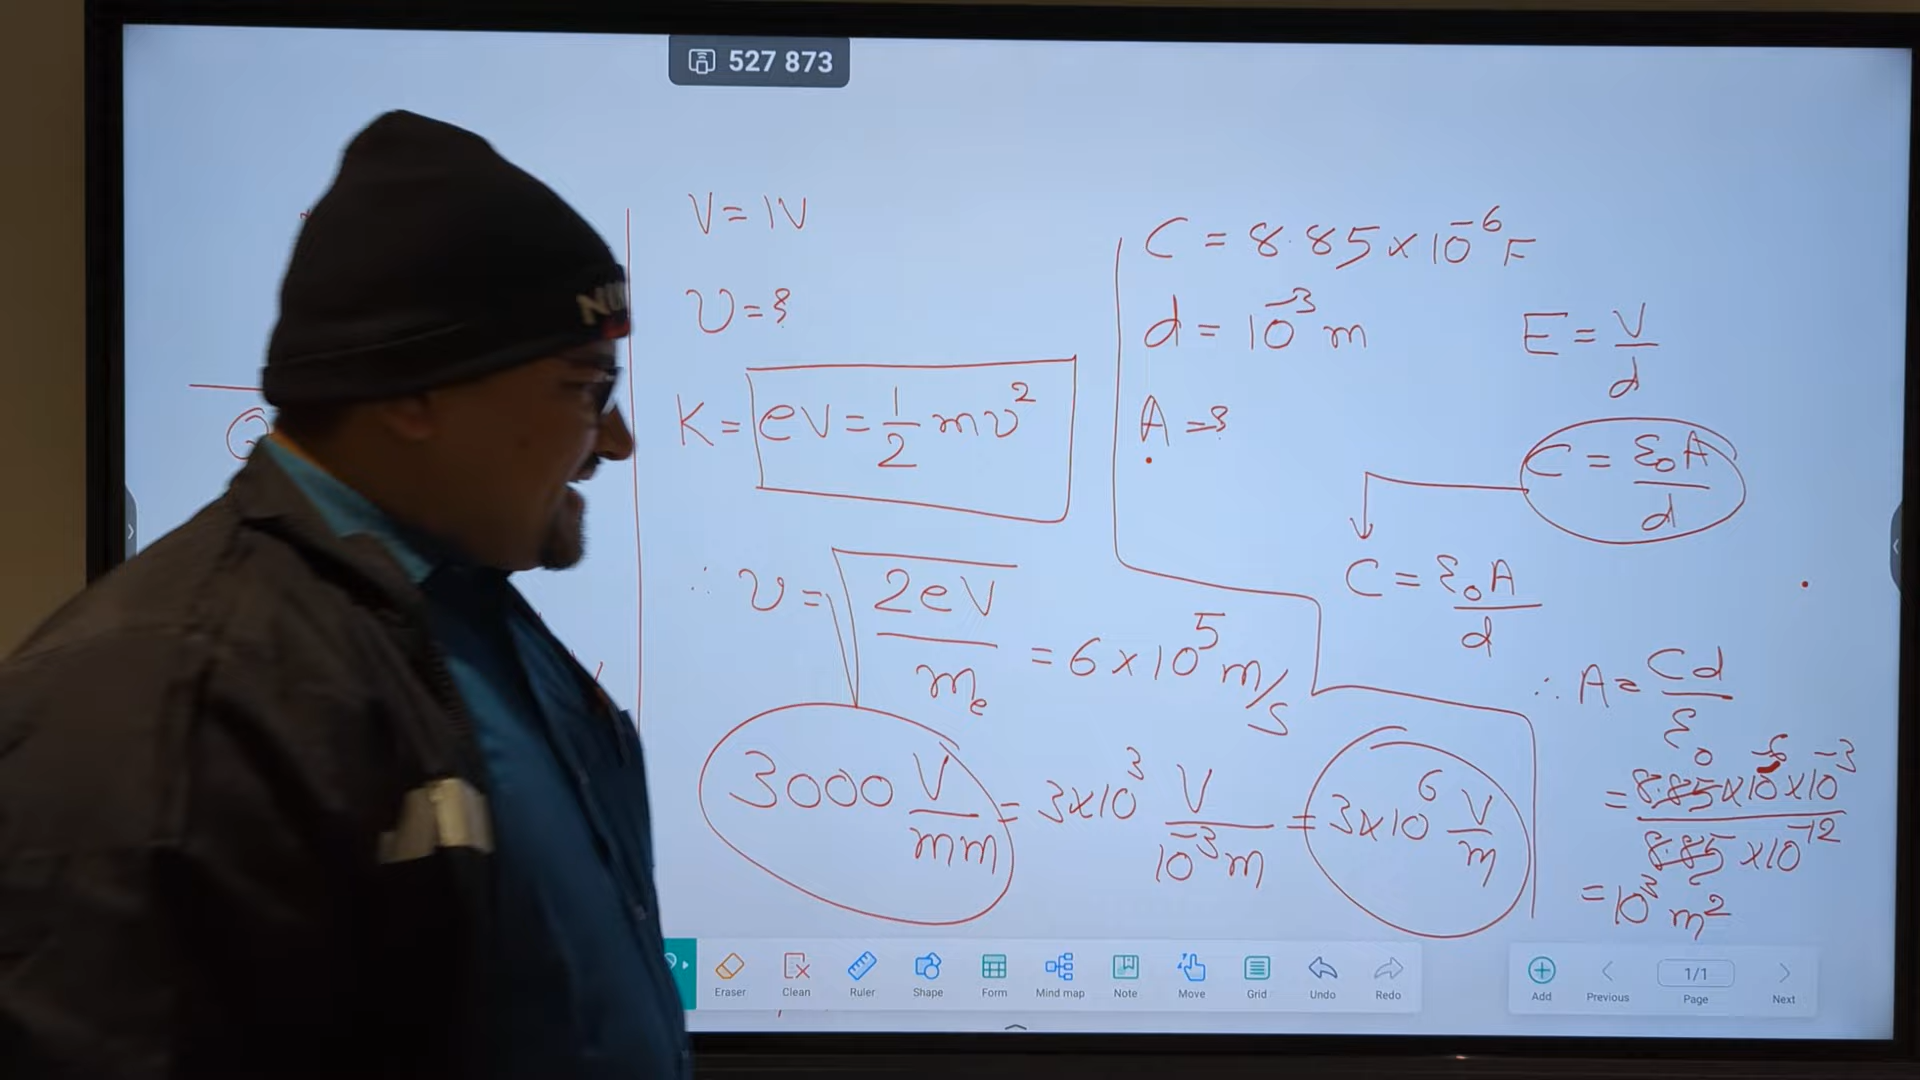 527 873
V = 1V
υ = ?
K = eV = 1/2 mυ²
∴ υ = √(2eV/mₑ) = 6 × 10⁵ m/s
3000 V/mm = 3×10³ V/10⁻³m = 3×10⁶ V/m
C = 8.85 × 10⁻⁶ F
d = 10⁻³ m
A = ?
E = V/d
C = ε₀A/d
C = ε₀A/d
∴ A = Cd/ε₀
= 8.85×10⁻⁶×10⁻³/8.85×10⁻¹²
= 10³ m²
Q
Eraser
Clean
Ruler
Shape
Form
Mind map
Note
Move
Grid
Undo
Redo
Add
Previous
1/1
Page
Next